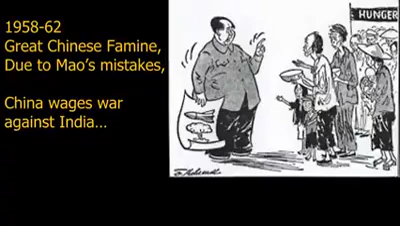 1958-62
Great Chinese Famine,
Due to Mao's mistakes,
China wages war
against India...
HUNGER